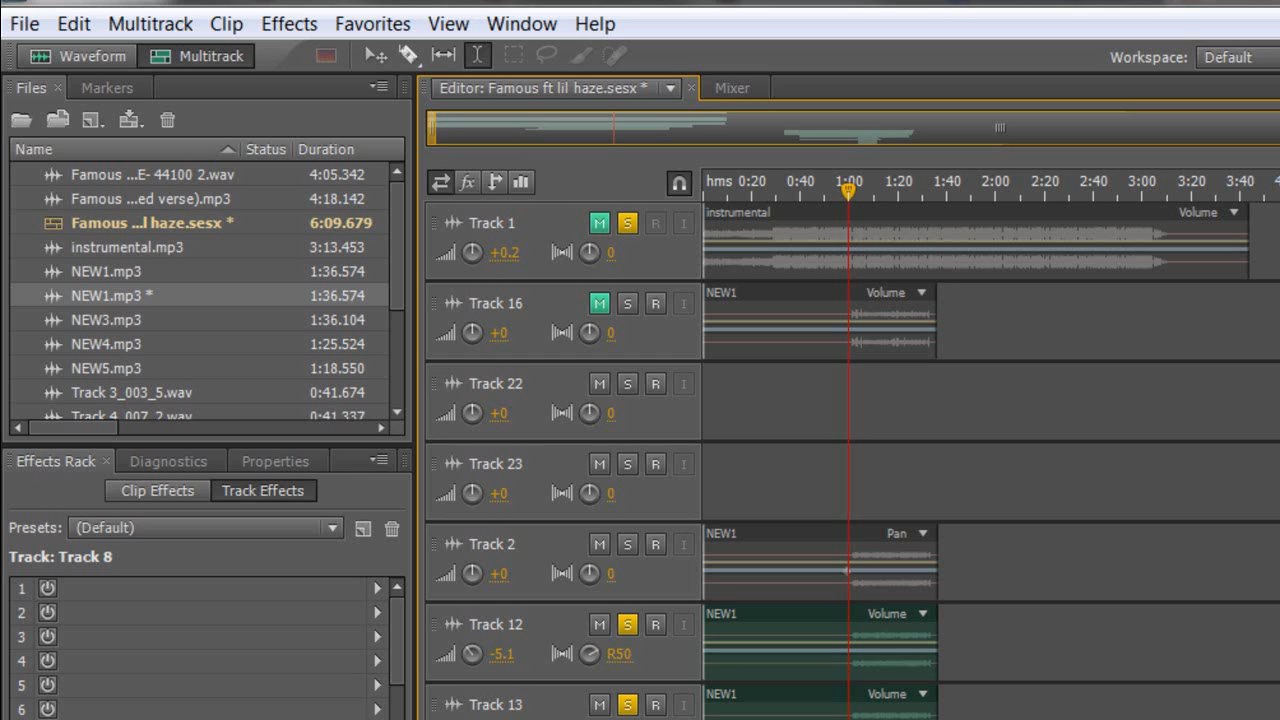 File Edit Multitrack Clip Effects Favorites View Window Help
Waveform Multitrack Workspace: Default
Files × Markers
Editor: Famous ft lil haze.sesx * × Mixer
Name Status Duration
Famous ...E- 44100 2.wav 4:05.342
Famous ...ed verse).mp3 4:18.142
Famous ...l haze.sesx * 6:09.679
instrumental.mp3 3:13.453
NEW1.mp3 1:36.574
NEW1.mp3 * 1:36.574
NEW3.mp3 1:36.104
NEW4.mp3 1:25.524
NEW5.mp3 1:18.550
Track 3_003_5.wav 0:41.674
Track 4_007_2.wav 0:41.337
Effects Rack × Diagnostics Properties
Clip Effects Track Effects
Presets: (Default)
Track: Track 8
1
2
3
4
5
6
fx
hms 0:20 0:40 1:00 1:20 1:40 2:00 2:20 2:40 3:00 3:20 3:40
Track 1 M S R I
+0.2 0
instrumental Volume
Track 16 M S R I
+0 0
NEW1 Volume
Track 22 M S R I
+0 0
Track 23 M S R I
+0 0
Track 2 M S R I
+0 0
NEW1 Pan
Track 12 M S R I
-5.1 R50
NEW1 Volume
Track 13 M S R I
NEW1 Volume